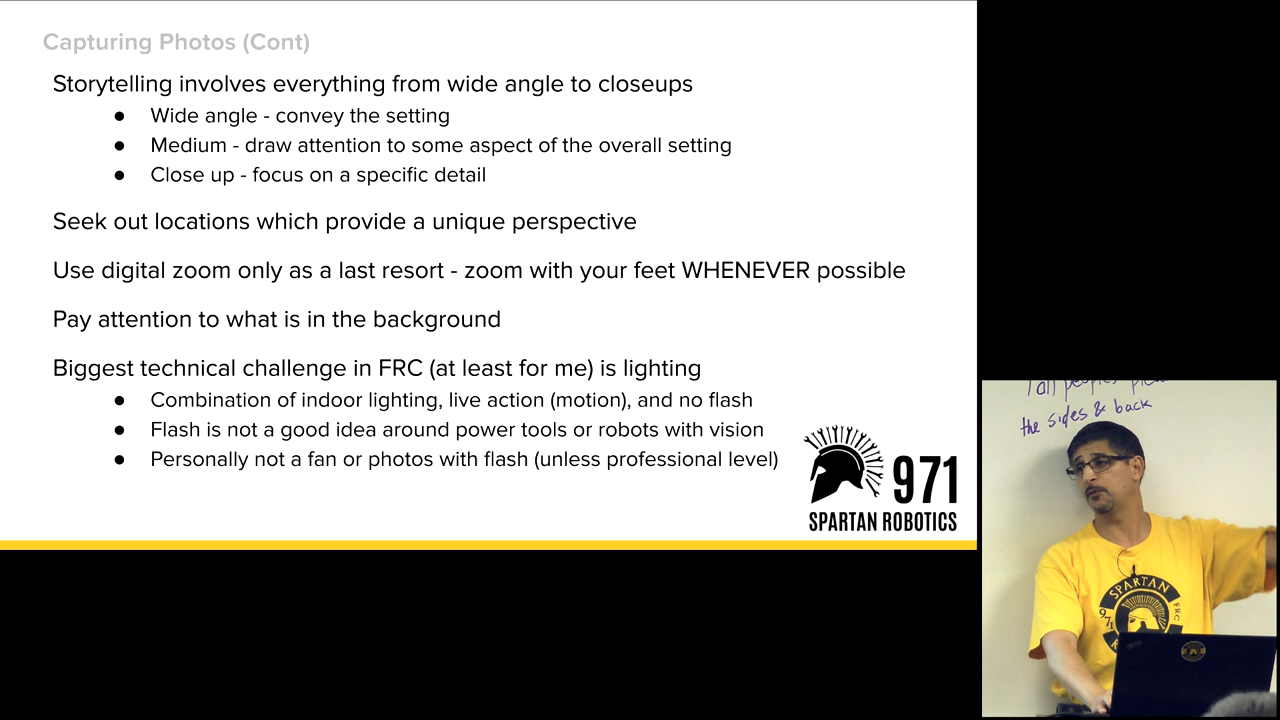 Capturing Photos (Cont)
Storytelling involves everything from wide angle to closeups
● Wide angle - convey the setting
● Medium - draw attention to some aspect of the overall setting
● Close up - focus on a specific detail
Seek out locations which provide a unique perspective
Use digital zoom only as a last resort - zoom with your feet WHENEVER possible
Pay attention to what is in the background
Biggest technical challenge in FRC (at least for me) is lighting
● Combination of indoor lighting, live action (motion), and no flash
● Flash is not a good idea around power tools or robots with vision
● Personally not a fan or photos with flash (unless professional level)
971
SPARTAN ROBOTICS
Tall people
the sides & back
SPARTAN
971
FRC